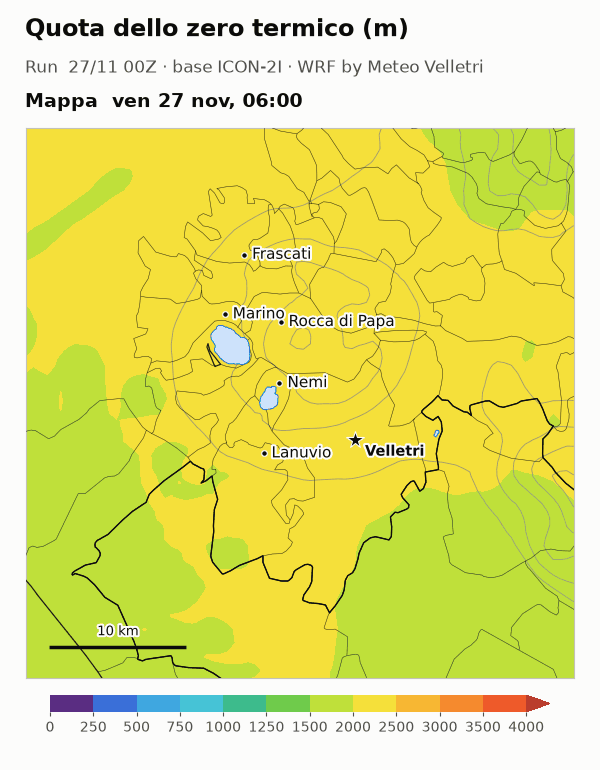 Quota dello zero termico (m)
Run 27/11 00Z · base ICON-2I · WRF by Meteo Velletri
Mappa ven 27 nov, 06:00
Frascati
Marino
Rocca di Papa
Nemi
Velletri
Lanuvio
10 km
0 250 500 750 1000 1250 1500 2000 2500 3000 3500 4000